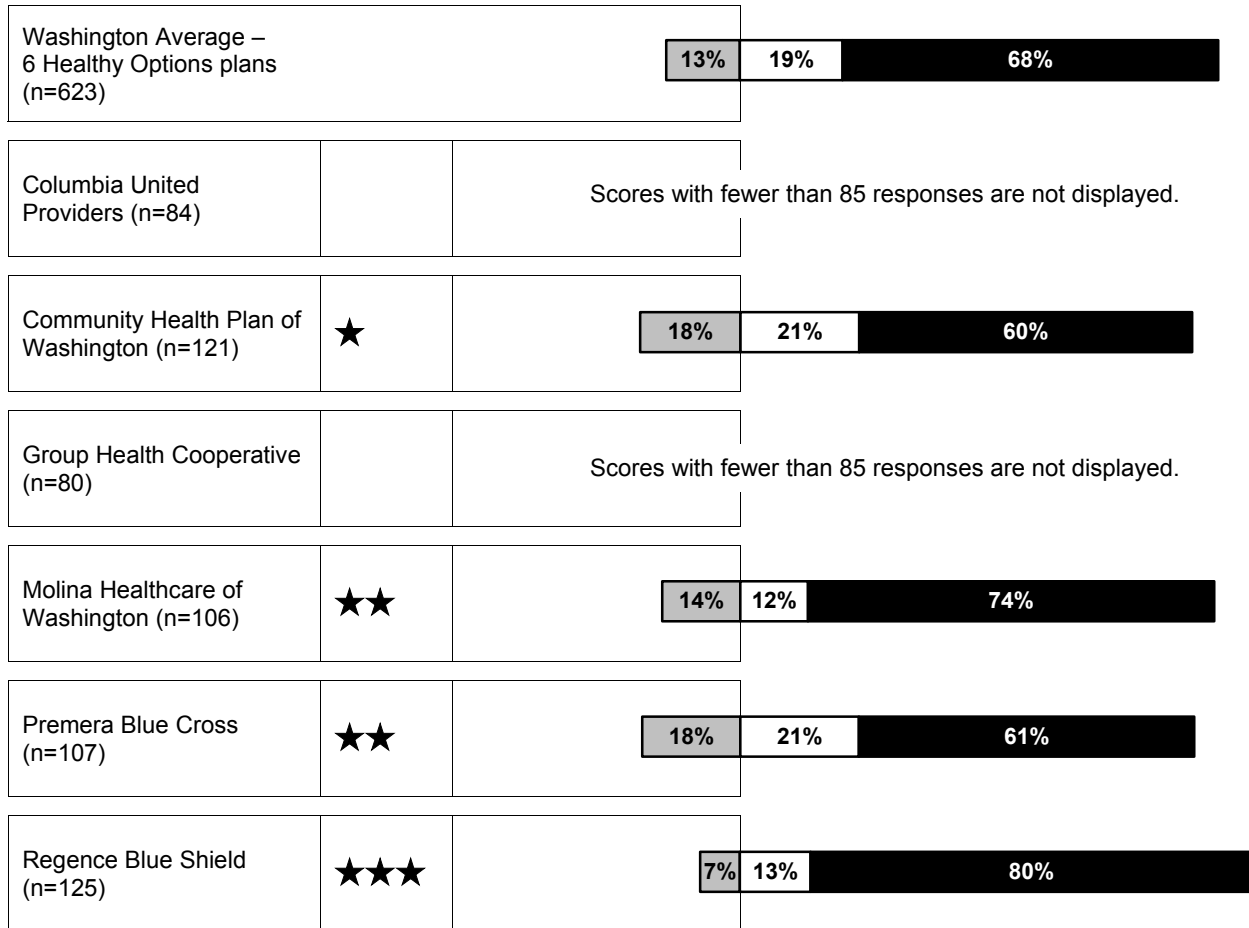 Washington Average –
6 Healthy Options plans
(n=623)
13% 19% 68%
Columbia United
Providers (n=84)
Scores with fewer than 85 responses are not displayed.
Community Health Plan of
Washington (n=121)
★
18% 21% 60%
Group Health Cooperative
(n=80)
Scores with fewer than 85 responses are not displayed.
Molina Healthcare of
Washington (n=106)
★★
14% 12% 74%
Premera Blue Cross
(n=107)
★★
18% 21% 61%
Regence Blue Shield
(n=125)
★★★
7% 13% 80%